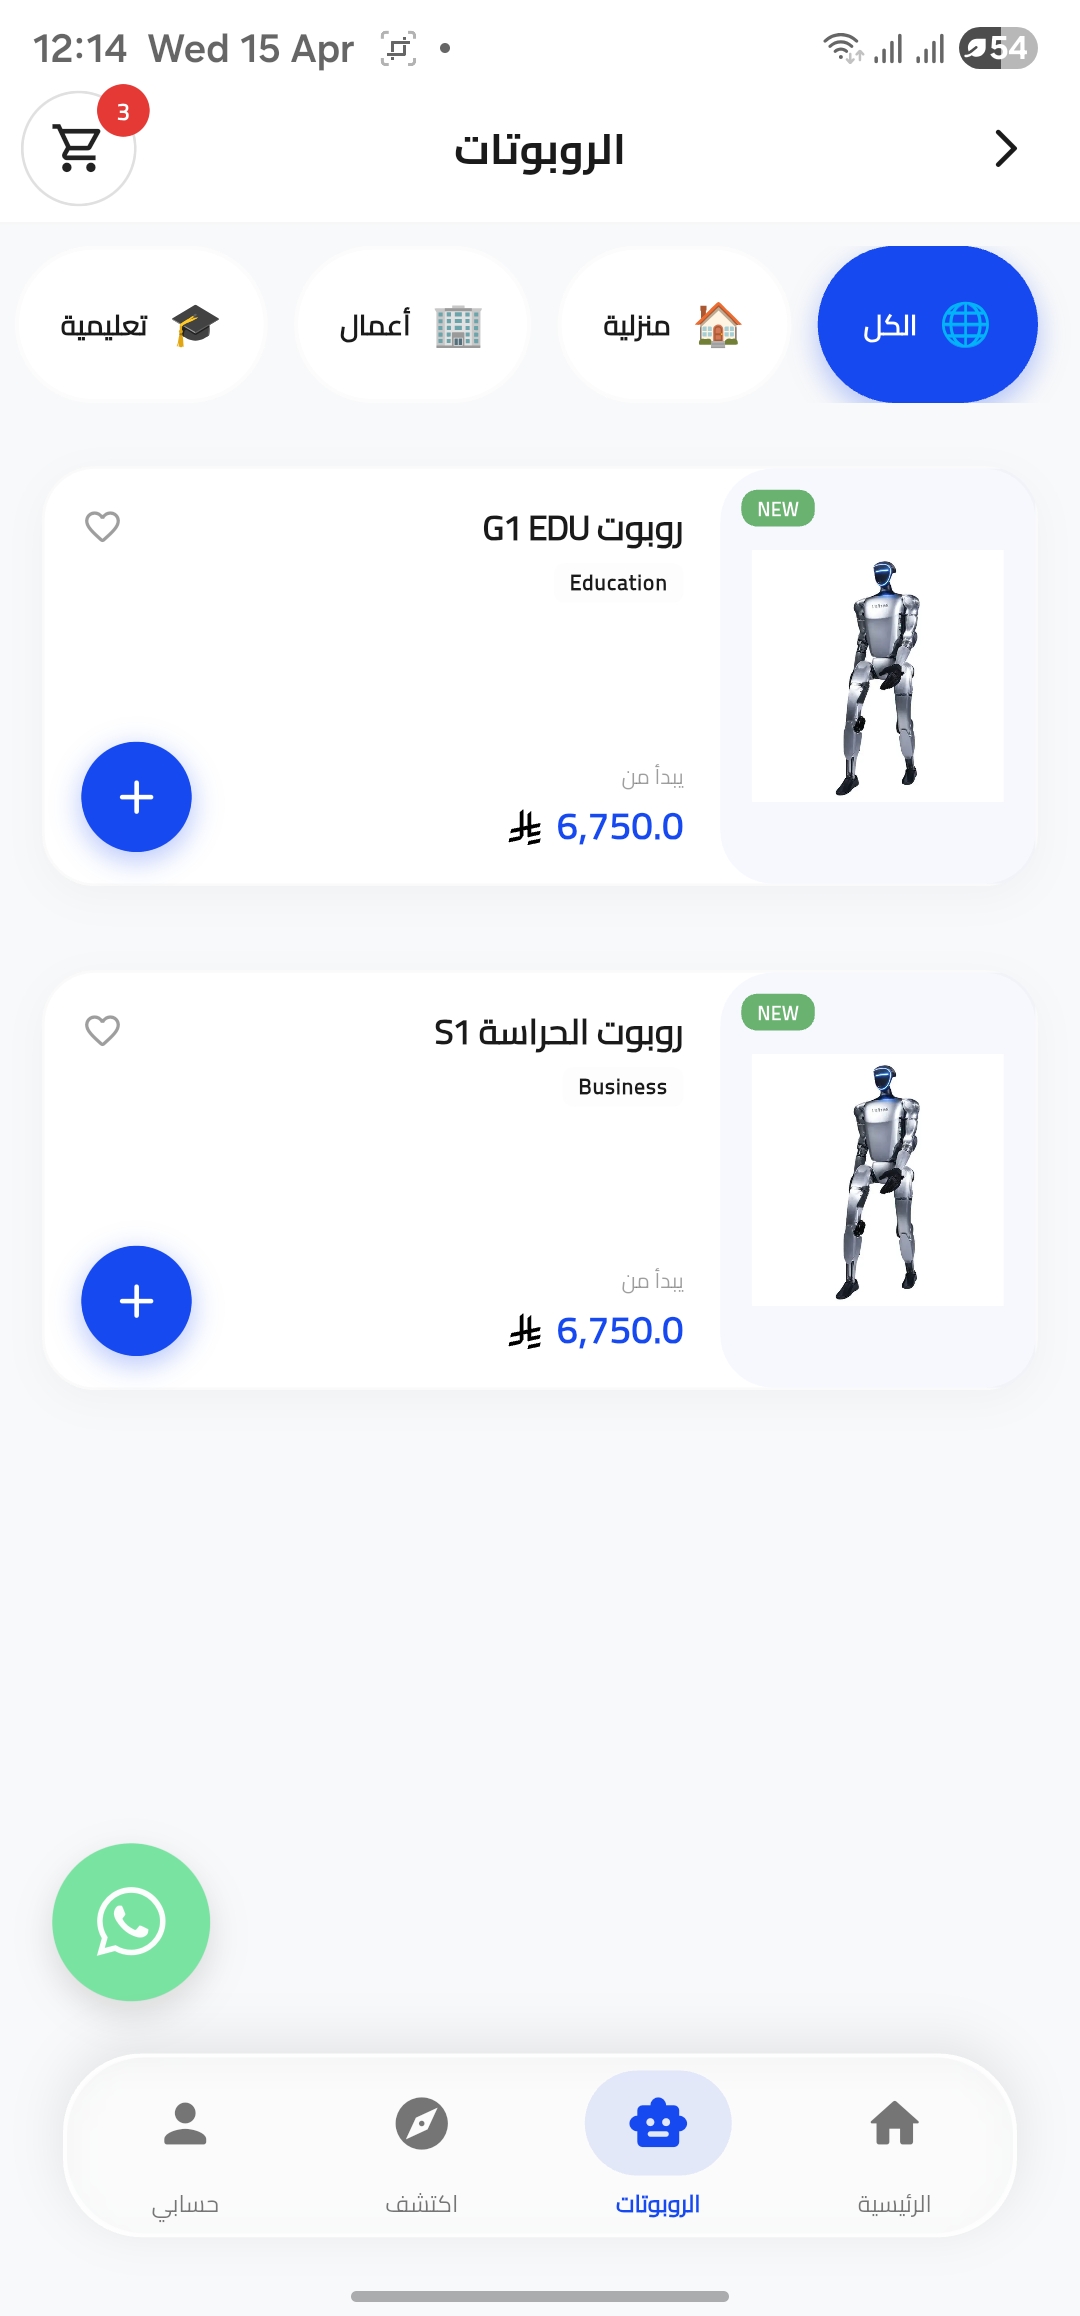 12:14 Wed 15 Apr
54
3
الروبوتات
الكل
منزلية
أعمال
تعليمية
NEW
روبوت G1 EDU
Education
يبدأ من
6,750.0
NEW
روبوت الحراسة S1
Business
يبدأ من
6,750.0
الرئيسية
الروبوتات
اكتشف
حسابي